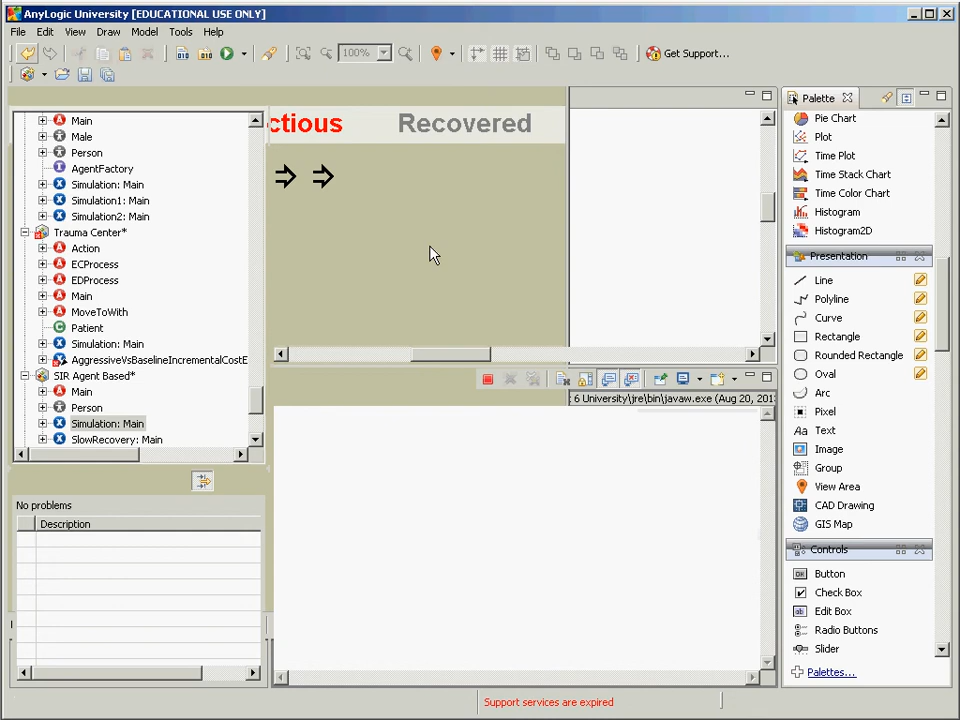 AnyLogic University [EDUCATIONAL USE ONLY]
File Edit View Draw Model Tools Help
100% Get Support...
Main
Male
Person
AgentFactory
Simulation: Main
Simulation1: Main
Simulation2: Main
Trauma Center*
Action
ECProcess
EDProcess
Main
MoveToWith
Patient
Simulation: Main
AggressiveVsBaselineIncrementalCostE
SIR Agent Based*
Main
Person
Simulation: Main
SlowRecovery: Main
No problems
Description
ctious Recovered
6 University\jre\bin\javaw.exe (Aug 20, 201
Palette
Pie Chart
Plot
Time Plot
Time Stack Chart
Time Color Chart
Histogram
Histogram2D
Presentation
Line
Polyline
Curve
Rectangle
Rounded Rectangle
Oval
Arc
Pixel
Text
Image
Group
View Area
CAD Drawing
GIS Map
Controls
Button
Check Box
Edit Box
Radio Buttons
Slider
Palettes...
Support services are expired